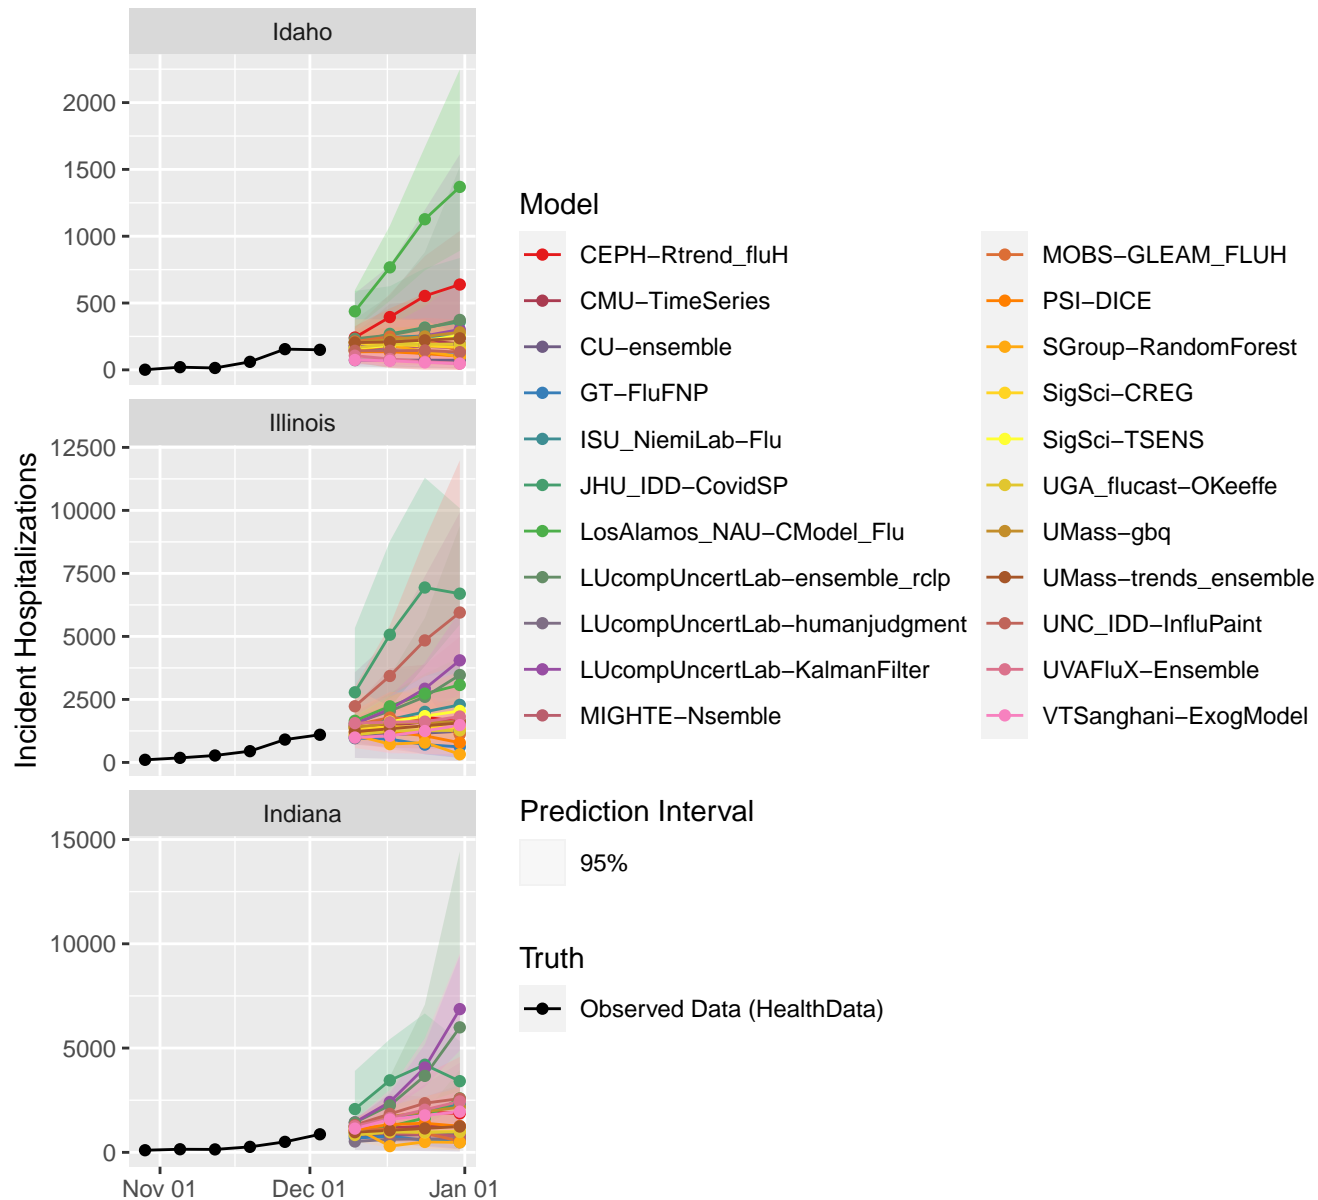 Idaho
2000
1500
1000
500
0
Illinois
12500
10000
7500
5000
2500
0
Indiana
15000
10000
5000
0
Nov 01
Dec 01
Jan 01
Incident Hospitalizations
Model
CEPH−Rtrend_fluH
CMU−TimeSeries
CU−ensemble
GT−FluFNP
ISU_NiemiLab−Flu
JHU_IDD−CovidSP
LosAlamos_NAU−CModel_Flu
LUcompUncertLab−ensemble_rclp
LUcompUncertLab−humanjudgment
LUcompUncertLab−KalmanFilter
MIGHTE−Nsemble
MOBS−GLEAM_FLUH
PSI−DICE
SGroup−RandomForest
SigSci−CREG
SigSci−TSENS
UGA_flucast−OKeeffe
UMass−gbq
UMass−trends_ensemble
UNC_IDD−InfluPaint
UVAFluX−Ensemble
VTSanghani−ExogModel
Prediction Interval
95%
Truth
Observed Data (HealthData)